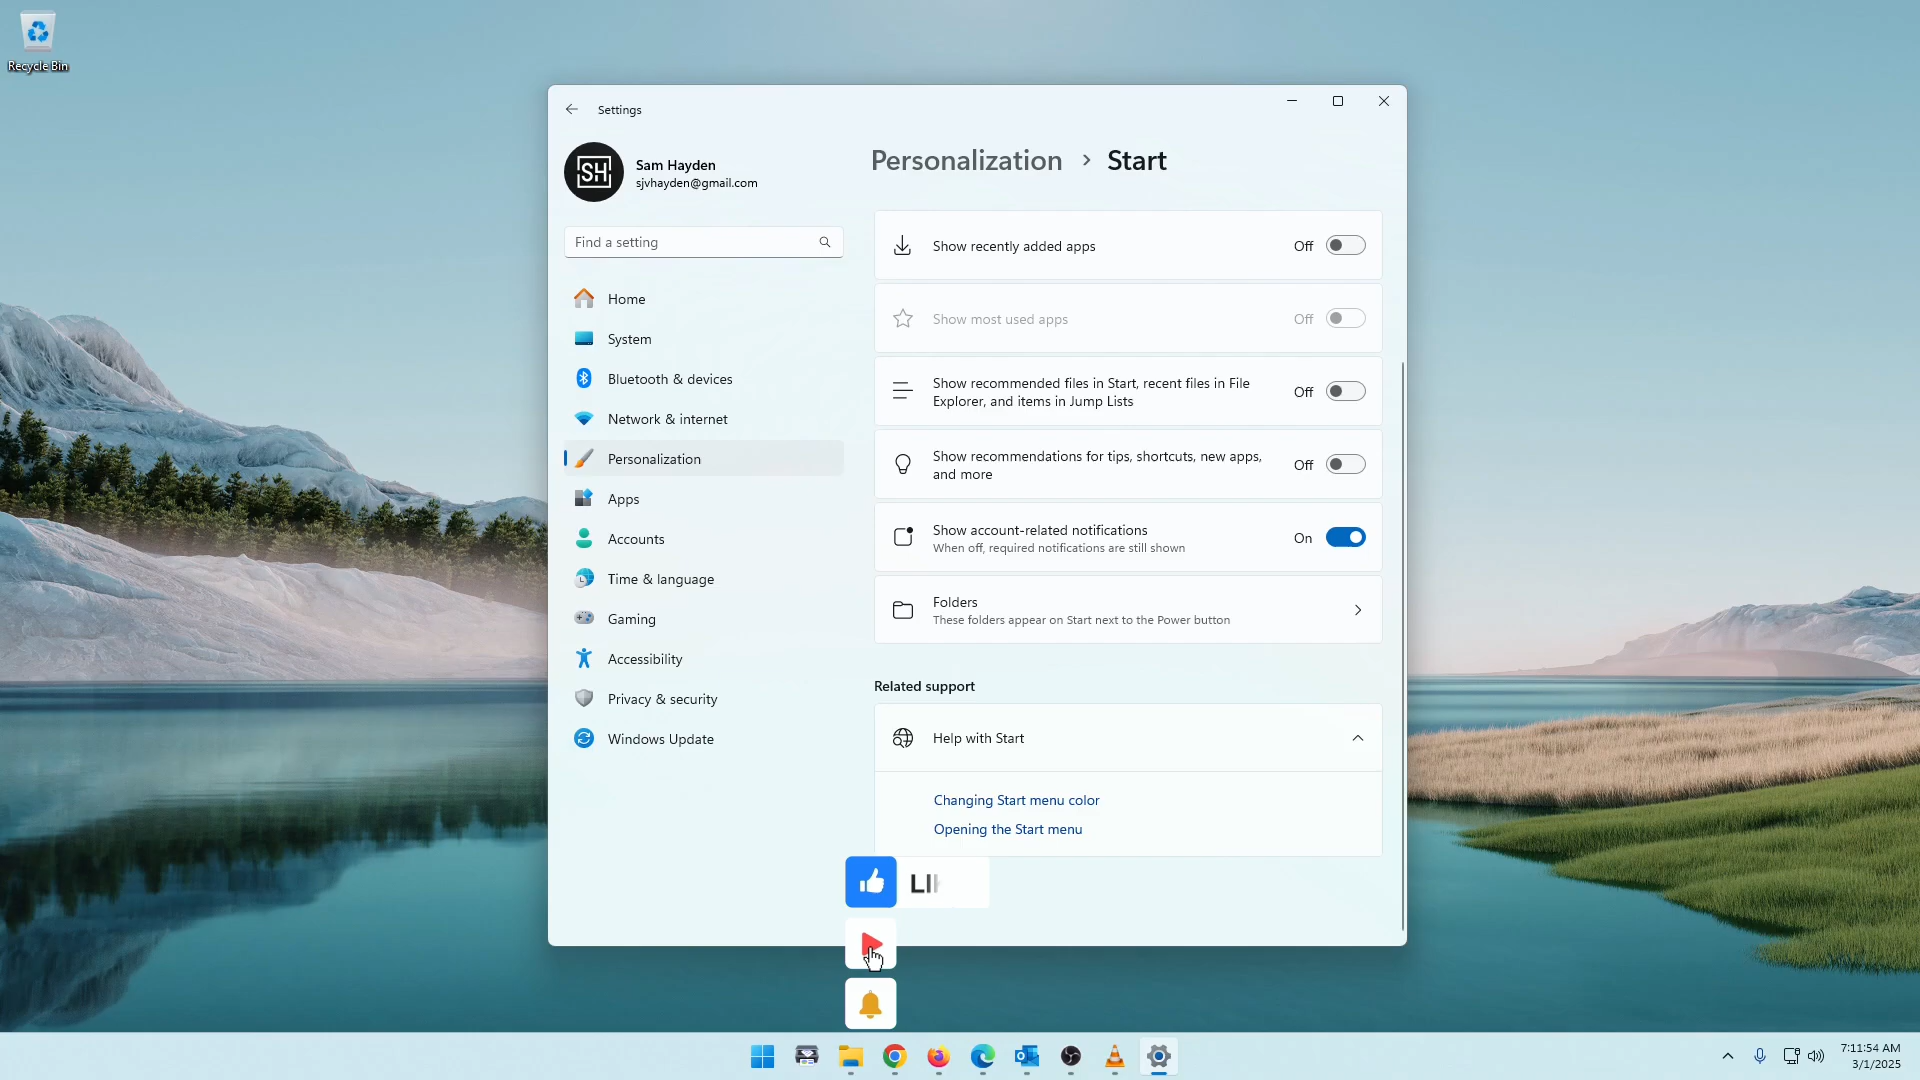 Recycle Bin
Settings
SH
Sam Hayden
sjvhayden@gmail.com
Find a setting
Home
System
Bluetooth & devices
Network & internet
Personalization
Apps
Accounts
Time & language
Gaming
Accessibility
Privacy & security
Windows Update
Personalization > Start
Show recently added apps Off
Show most used apps Off
Show recommended files in Start, recent files in File
Explorer, and items in Jump Lists Off
Show recommendations for tips, shortcuts, new apps,
and more Off
Show account-related notifications On
When off, required notifications are still shown
Folders
These folders appear on Start next to the Power button
Related support
Help with Start
Changing Start menu color
Opening the Start menu
7:11:54 AM
3/1/2025